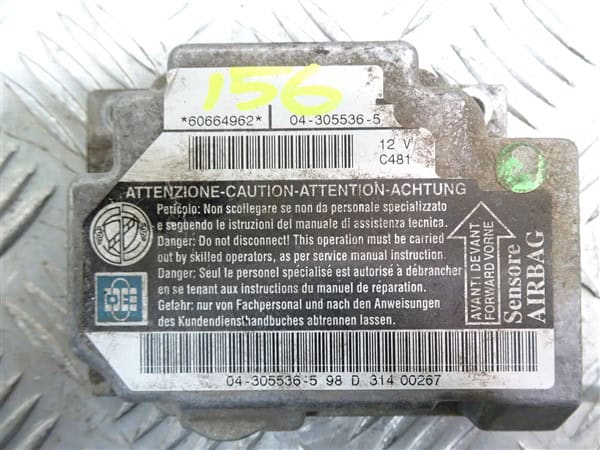 156
*60664962* 04-305536-5
12 V
C481
ATTENZIONE-CAUTION-ATTENTION-ACHTUNG
Pericolo: Non scollegare se non da personale specializzato
e seguendo le istruzioni del manuale di assistenza tecnica.
Danger: Do not disconnect! This operation must be carried
out by skilled operators, as per service manual instruction.
Danger: Seul le personel spécialisé est autorisé à débrancher
en se tenant aux instructions du manuel de réparation.
Gefahr: nur von Fachpersonal und nach den Anweisungen
des Kundendiensthandbuches abtrennen lassen.
AVANTI/DEVANT
FORWARD/VORNE
Sensore
AIRBAG
04-305536-5 98 D 314 00267